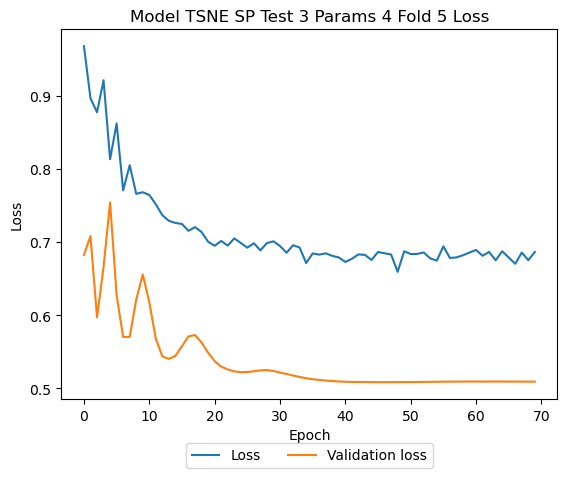 Model TSNE SP Test 3 Params 4 Fold 5 Loss
Loss
0.9
0.8
0.7
0.6
0.5
0 10 20 30 40 50 60 70
Epoch
Loss Validation loss